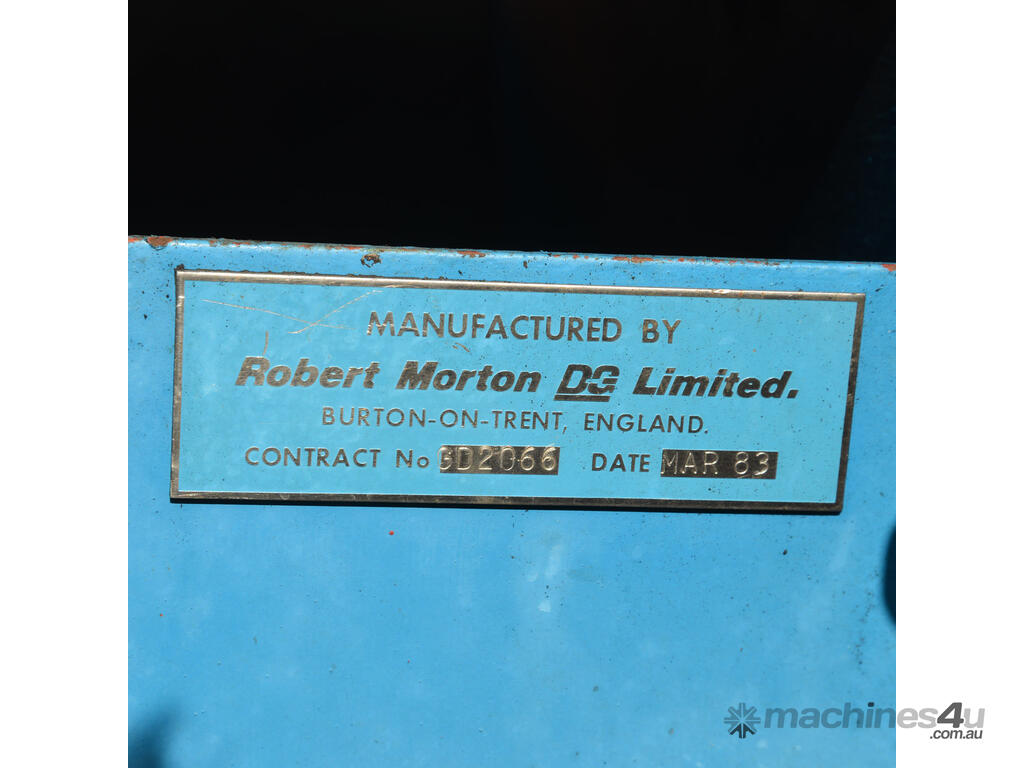 MANUFACTURED BY
Robert Morton DG Limited.
BURTON-ON-TRENT, ENGLAND.
CONTRACT No GD2066 DATE MAR 83
machines4u
.com.au